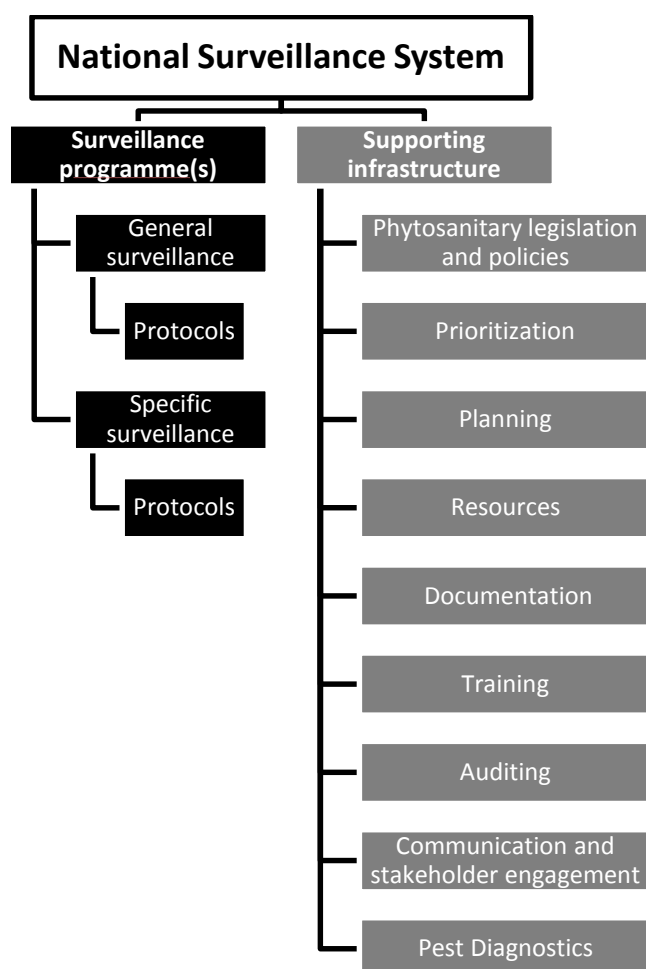 National Surveillance System
Surveillance
programme(s)
General
surveillance
Protocols
Specific
surveillance
Protocols
Supporting
infrastructure
Phytosanitary legislation
and policies
Prioritization
Planning
Resources
Documentation
Training
Auditing
Communication and
stakeholder engagement
Pest Diagnostics